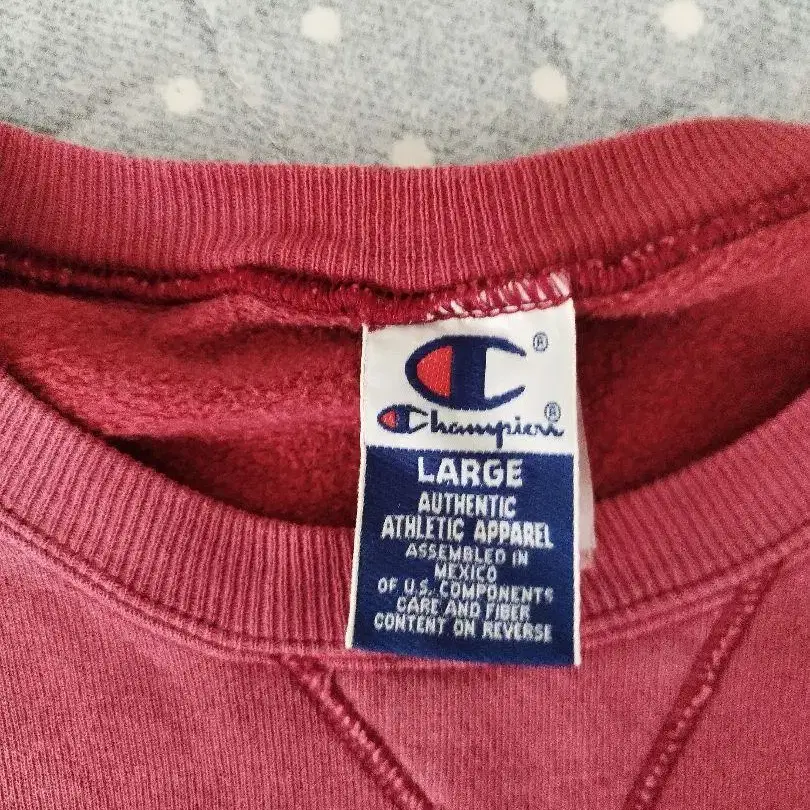 C®
Champion®
LARGE
AUTHENTIC
ATHLETIC APPAREL
ASSEMBLED IN
MEXICO
OF U.S. COMPONENTS
CARE AND FIBER
CONTENT ON REVERSE